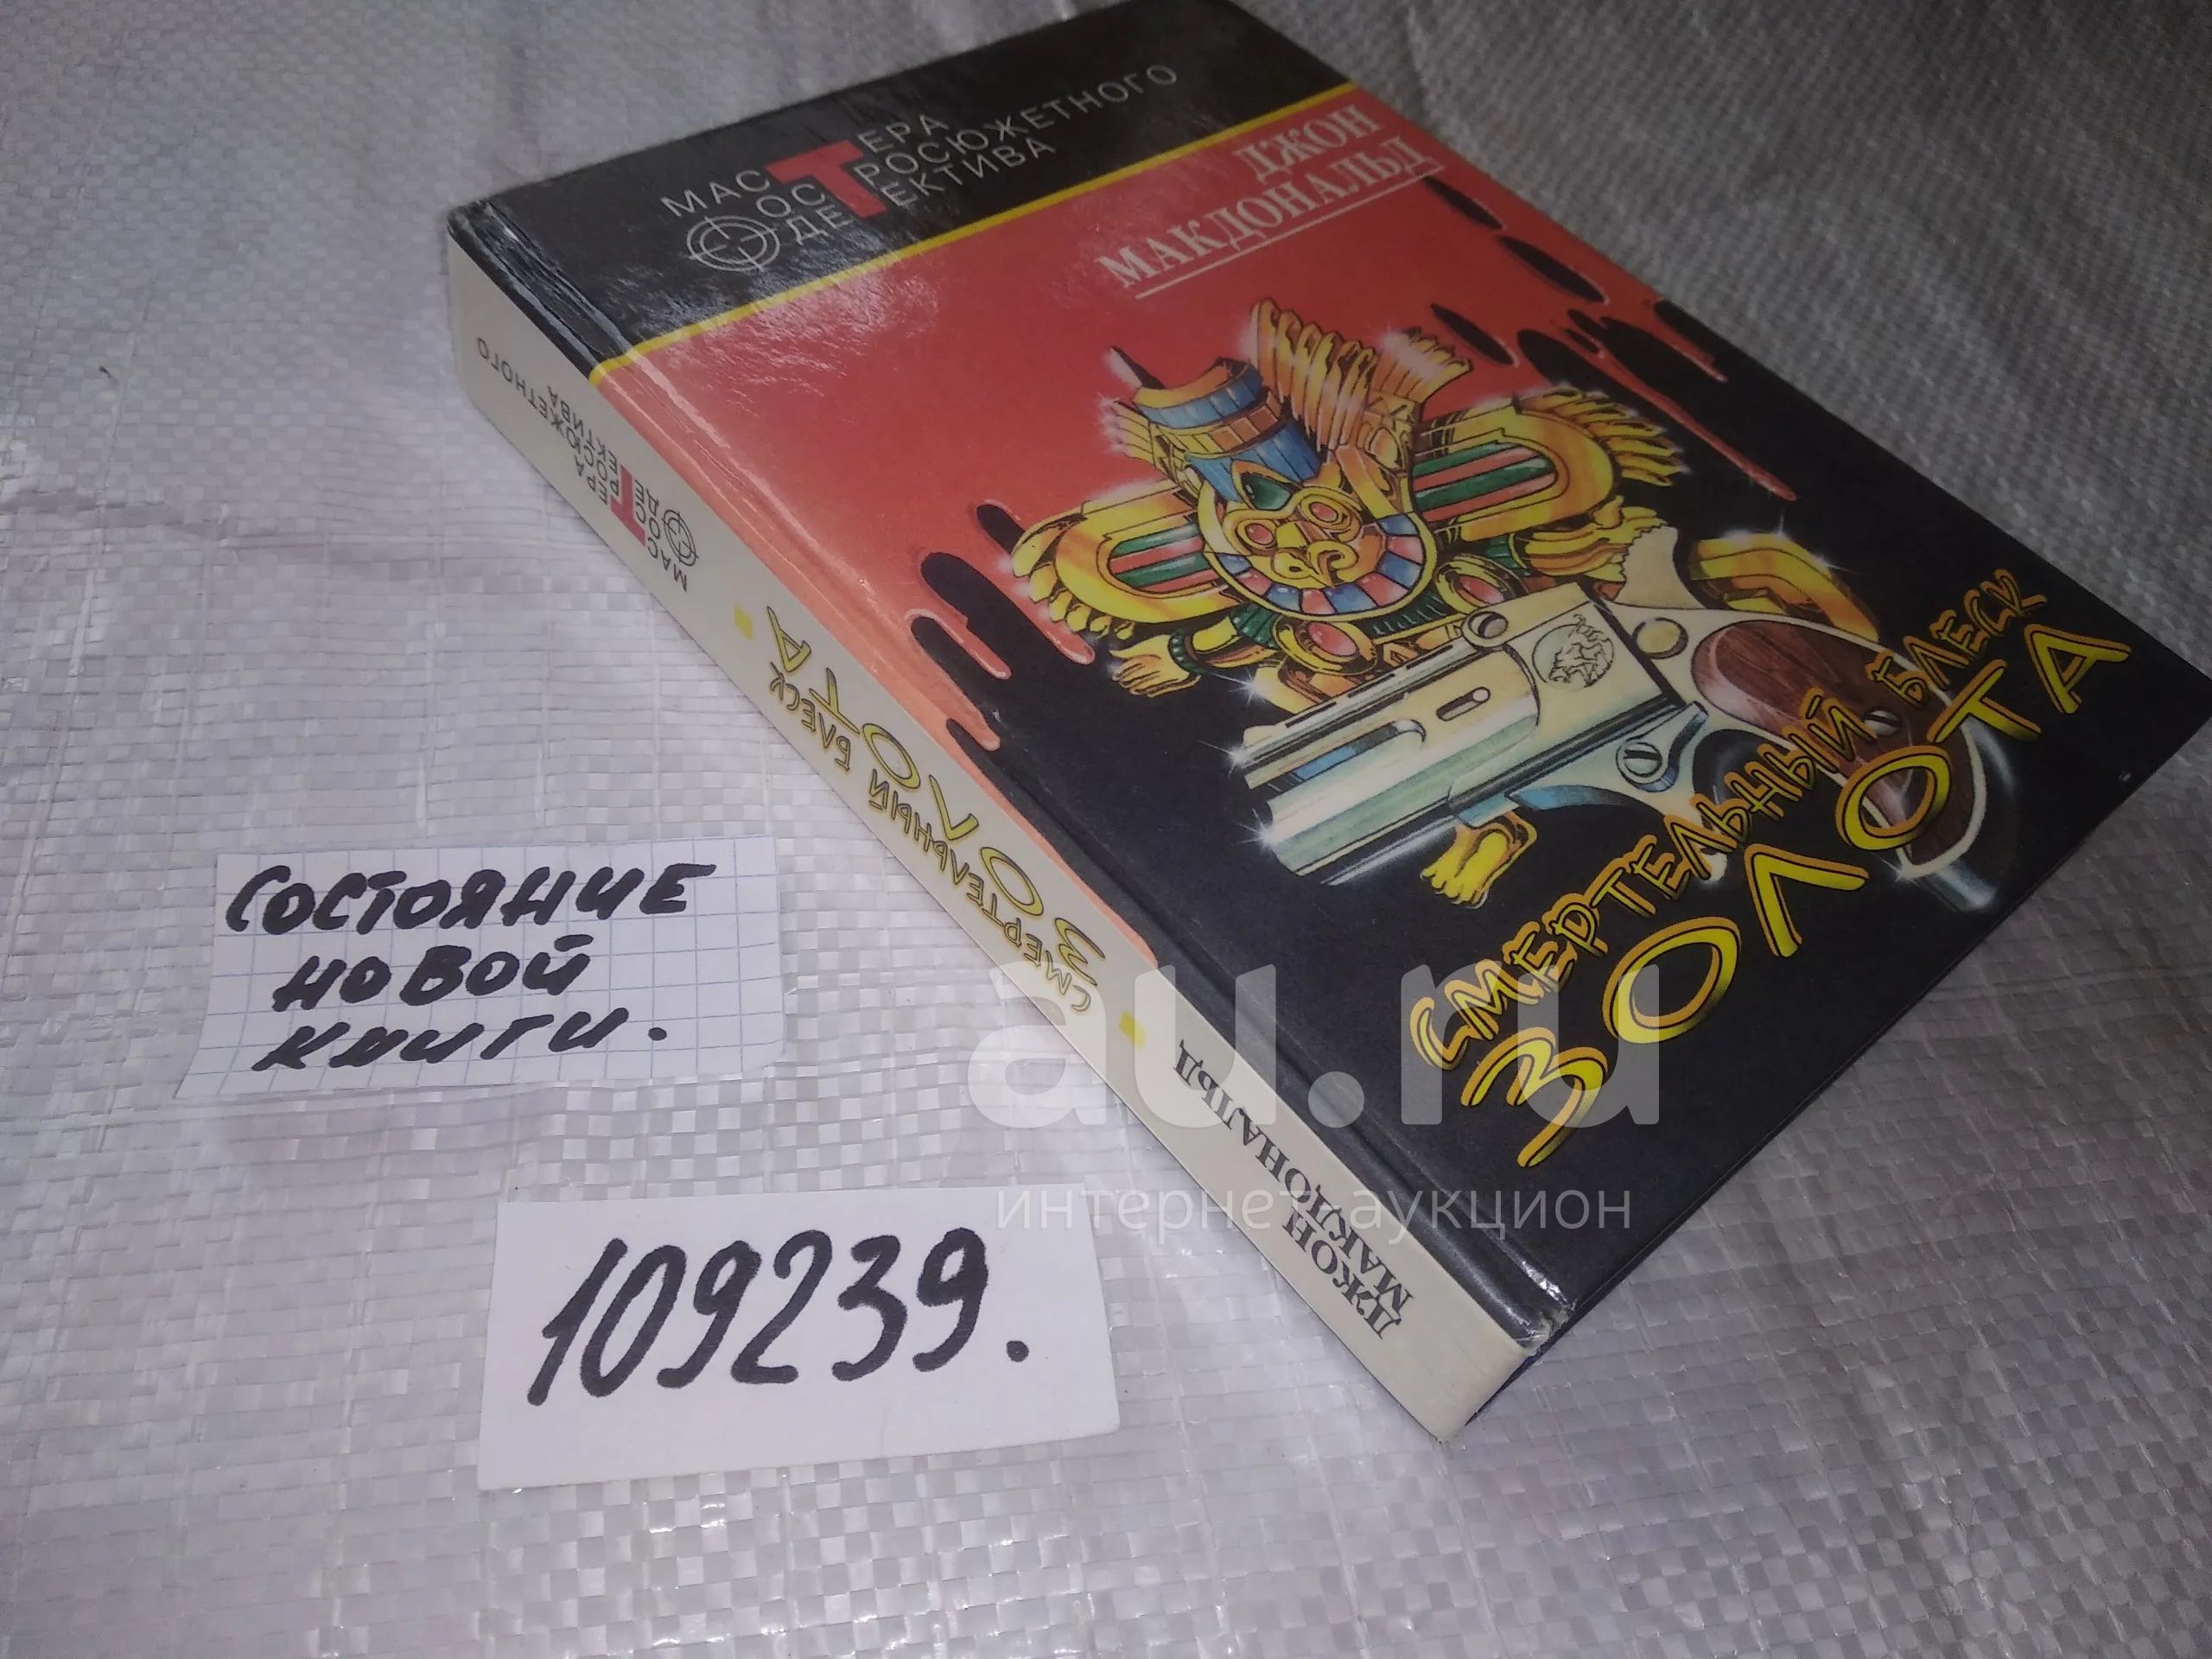 МАСТЕРА
ОСТРОСЮЖЕТНОГО
ДЕТЕКТИВА
ДЖОН
МАКДОНАЛЬД
СМЕРТЕЛЬНЫЙ БЛЕСК
ЗОЛОТА
МАСТЕРА
ОСТРОСЮЖЕТНОГО
ДЕТЕКТИВА
СМЕРТЕЛЬНЫЙ БЛЕСК
ЗОЛОТА
ДЖОН
МАКДОНАЛЬД
СОСТОЯНИЕ
НОВОЙ
КНИГИ.
109239.
au.ru
интернет аукцион